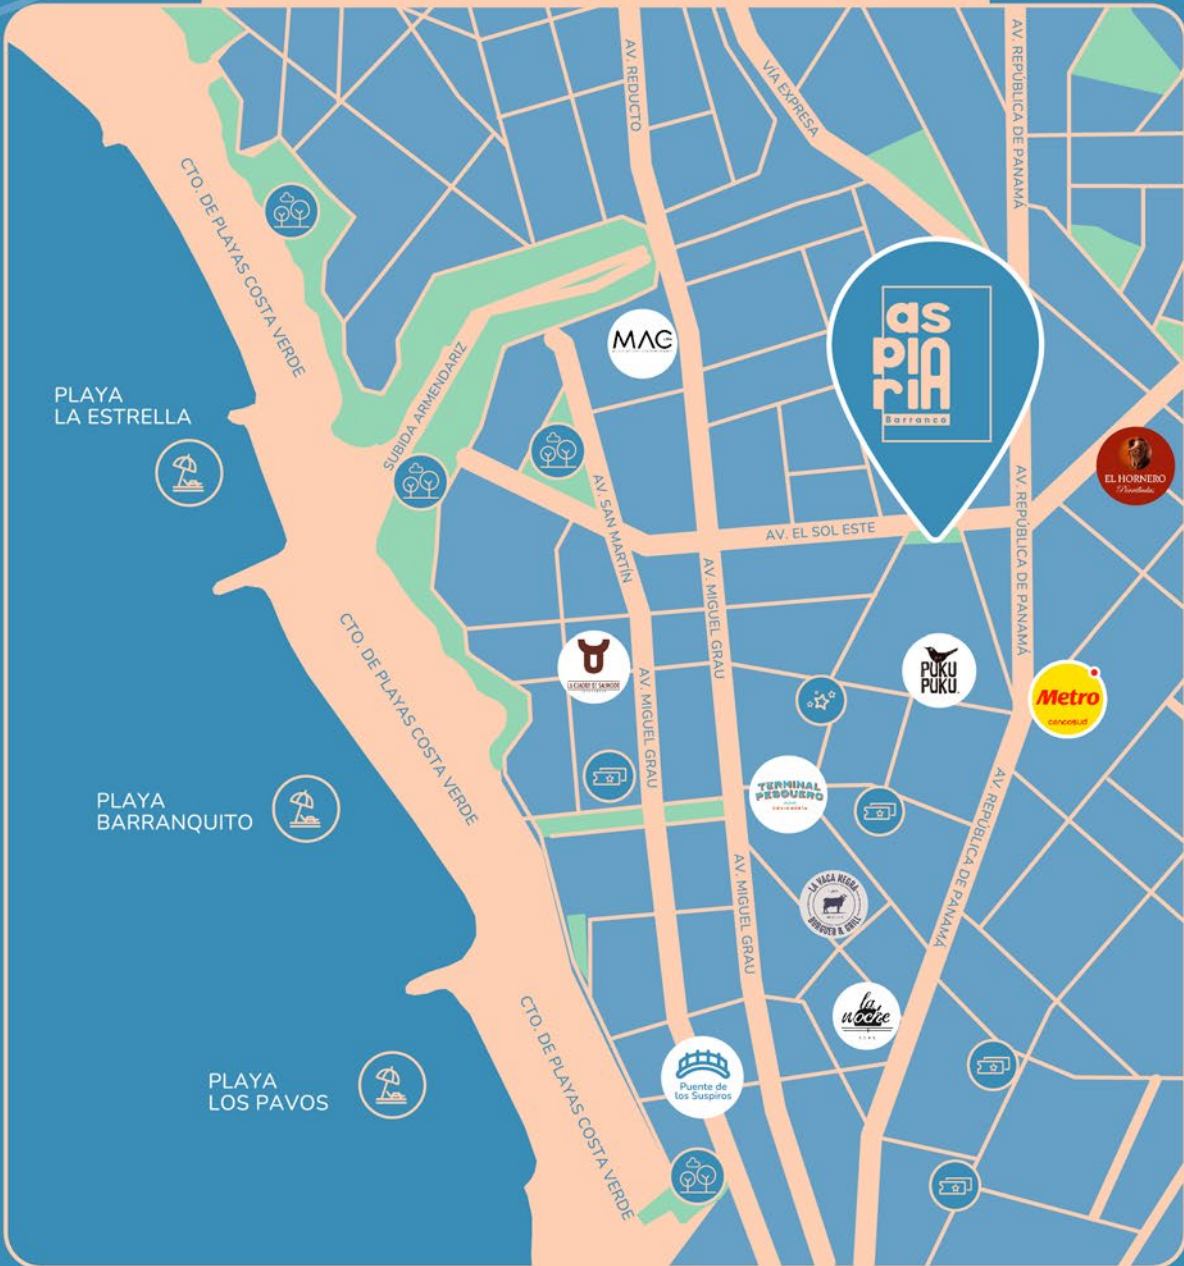 AV. REDUCTO
VÍA EXPRESA
AV. REPÚBLICA DE PANAMÁ
CTO. DE PLAYAS COSTA VERDE
MAC
as
pin
riA
Barranco
SUBIDA ARMENDARIZ
PLAYA
LA ESTRELLA
AV. SAN MARTÍN
AV. EL SOL ESTE
AV. REPÚBLICA DE PANAMÁ
EL HORNERO
Parrilladas
CTO. DE PLAYAS COSTA VERDE
AV. MIGUEL GRAU
AV. MIGUEL GRAU
PUKU
PUKU.
Metro
cencosud
PLAYA
BARRANQUITO
TERMINAL
PESQUERO
AV. REPÚBLICA DE PANAMÁ
AV. MIGUEL GRAU
LA VACA NEGRA
BURGUER & GRILL
la
noche
CTO. DE PLAYAS COSTA VERDE
PLAYA
LOS PAVOS
Puente de
los Suspiros